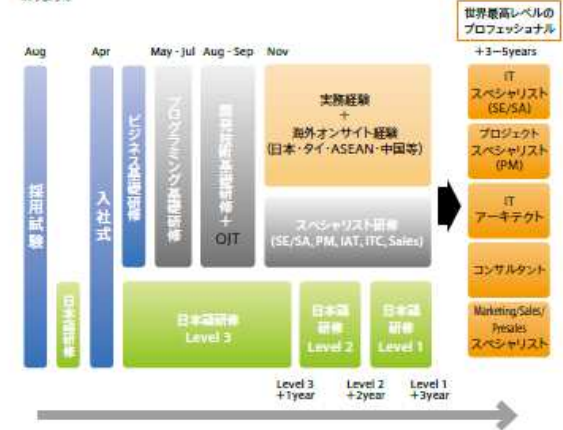 世界最高レベルの
プロフェッショナル
Aug
Apr
May - Jul
Aug - Sep
Nov
+3−5years
採用試験
日本語研修
入社式
ビジネス基礎研修
プログラミング基礎研修
OJT
実務経験
+
海外オンサイト経験
(日本・タイ・ASEAN・中国等)
スペシャリスト研修
(SE/SA, PM, IAT, ITC, Sales)
日本語研修
Level 3
日本語
研修
Level 2
日本語
研修
Level 1
IT
スペシャリスト
(SE/SA)
プロジェクト
スペシャリスト
(PM)
IT
アーキテクト
コンサルタント
Marketing/Sales/
Presales
スペシャリスト
Level 3
+1year
Level 2
+2year
Level 1
+3year